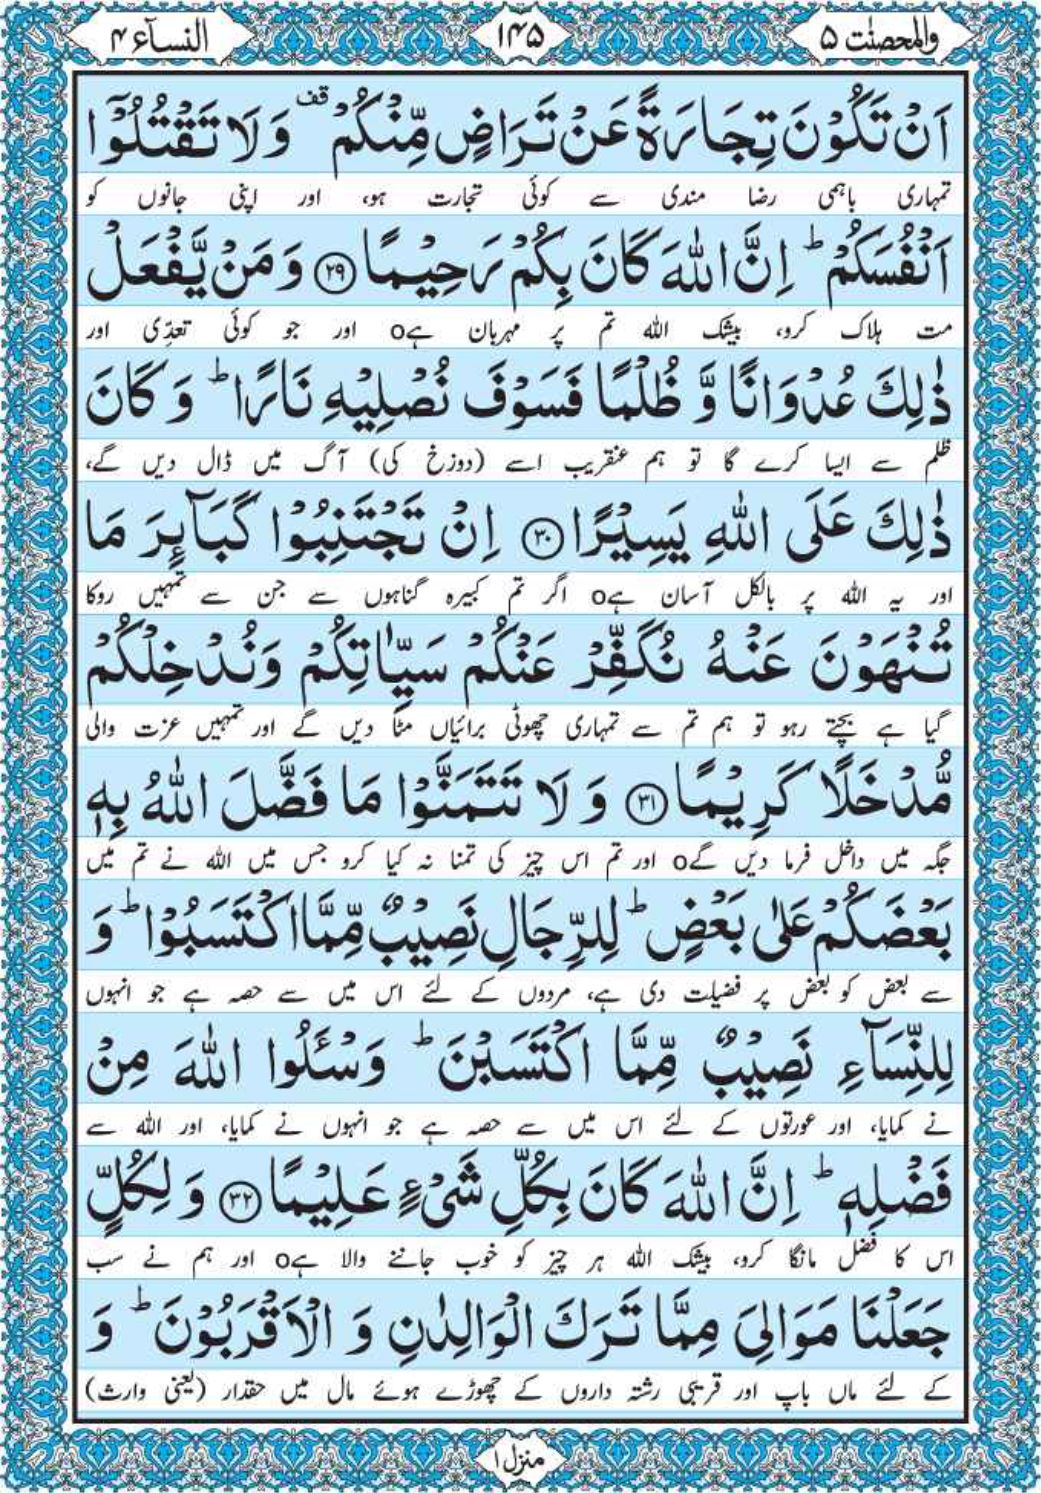 والمحصنٰت ۵ ۱۴۵ النسآء ۴
اَنْ تَكُوْنَ تِجَارَةً عَنْ تَرَاضٍ مِّنْكُمْ ۫ وَلَا تَقْتُلُوْۤا
تمہاری باہمی رضا مندی سے کوئی تجارت ہو، اور اپنی جانوں کو
اَنْفُسَكُمْ ؕ اِنَّ اللّٰهَ كَانَ بِكُمْ رَحِیْمًا ﴿۲۹﴾ وَ مَنْ یَّفْعَلْ
مت ہلاک کرو، بیشک اللہ تم پر مہربان ہےo اور جو کوئی تعدِّی اور
ذٰلِكَ عُدْوَانًا وَّ ظُلْمًا فَسَوْفَ نُصْلِیْهِ نَارًا ؕ وَ كَانَ
ظلم سے ایسا کرے گا تو ہم عنقریب اسے (دوزخ کی) آگ میں ڈال دیں گے،
ذٰلِكَ عَلَی اللّٰهِ یَسِیْرًا ﴿۳۰﴾ اِنْ تَجْتَنِبُوْا كَبَآىِٕرَ مَا
اور یہ اللہ پر بالکل آسان ہےo اگر تم کبیرہ گناہوں سے جن سے تمہیں روکا
تُنْهَوْنَ عَنْهُ نُكَفِّرْ عَنْكُمْ سَیِّاٰتِكُمْ وَنُدْخِلْكُمْ
گیا ہے بچتے رہو تو ہم تم سے تمہاری چھوٹی برائیاں مٹا دیں گے اور تمہیں عزت والی
مُّدْخَلًا كَرِیْمًا ﴿۳۱﴾ وَ لَا تَتَمَنَّوْا مَا فَضَّلَ اللّٰهُ بِهٖ
جگہ میں داخل فرما دیں گےo اور تم اس چیز کی تمنا نہ کیا کرو جس میں اللہ نے تم میں
بَعْضَكُمْ عَلٰی بَعْضٍ ؕ لِلرِّجَالِ نَصِیْبٌ مِّمَّا اكْتَسَبُوْا ؕ وَ
سے بعض کو بعض پر فضیلت دی ہے، مردوں کے لئے اس میں سے حصہ ہے جو انہوں
لِلنِّسَآءِ نَصِیْبٌ مِّمَّا اكْتَسَبْنَ ؕ وَسْـَٔلُوا اللّٰهَ مِنْ
نے کمایا، اور عورتوں کے لئے اس میں سے حصہ ہے جو انہوں نے کمایا، اور اللہ سے
فَضْلِهٖ ؕ اِنَّ اللّٰهَ كَانَ بِكُلِّ شَیْءٍ عَلِیْمًا ﴿۳۲﴾ وَ لِكُلٍّ
اس کا فضل مانگا کرو، بیشک اللہ ہر چیز کو خوب جاننے والا ہےo اور ہم نے سب
جَعَلْنَا مَوَالِیَ مِمَّا تَرَكَ الْوَالِدٰنِ وَ الْاَقْرَبُوْنَ ؕ وَ
کے لئے ماں باپ اور قریبی رشتہ داروں کے چھوڑے ہوئے مال میں حقدار (یعنی وارث)
منزل ۱